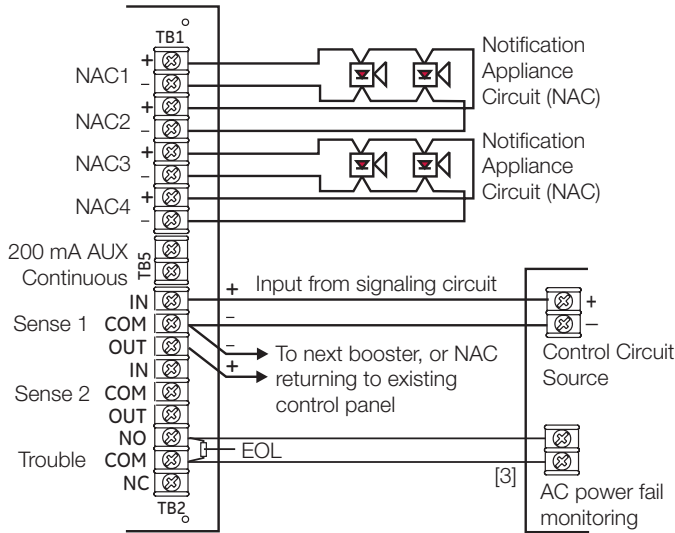 TB1
NAC1 + –
NAC2 + –
NAC3 + –
NAC4 + –
Notification
Appliance
Circuit (NAC)
Notification
Appliance
Circuit (NAC)
200 mA AUX
Continuous
TB5
Sense 1
IN
COM
OUT
+ Input from signaling circuit
–
–
+
To next booster, or NAC
returning to existing
control panel
+
–
Control Circuit
Source
Sense 2
IN
COM
OUT
Trouble
NO
COM
NC
EOL
[3]
AC power fail
monitoring
TB2